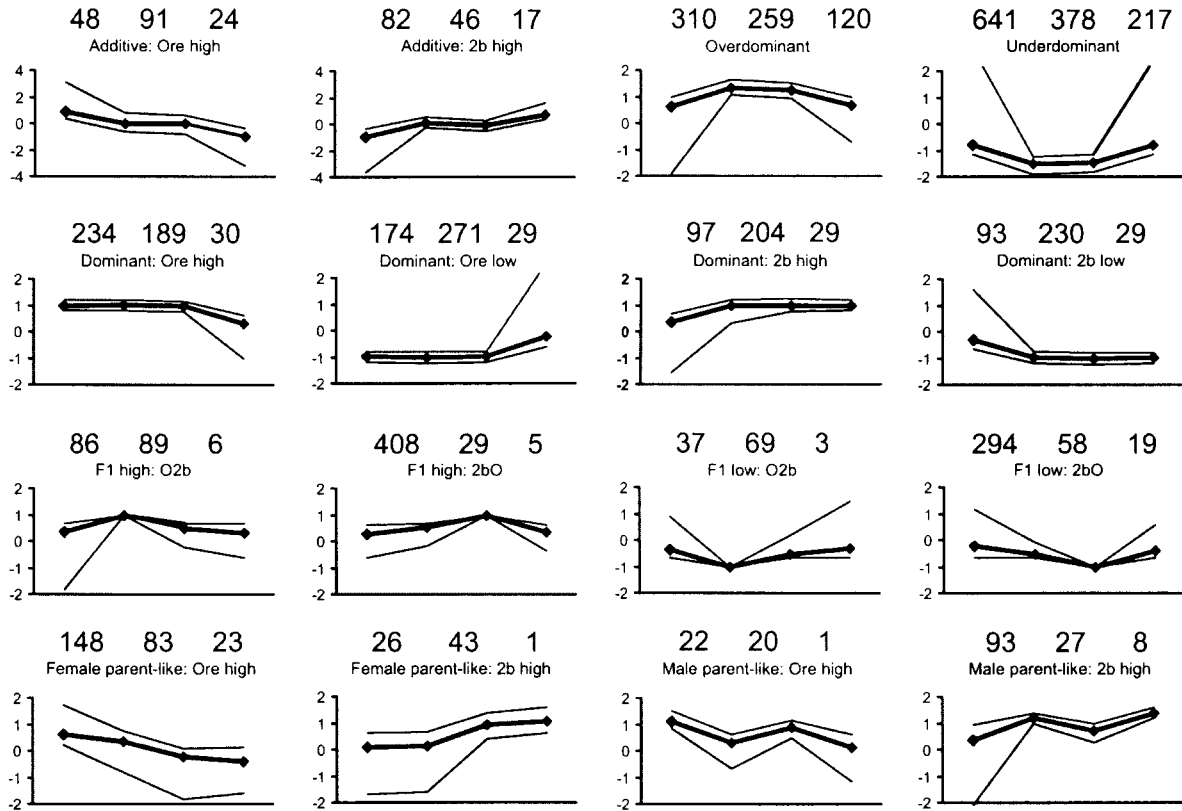 48 91 24
Additive: Ore high
4
2
0
-2
-4
82 46 17
Additive: 2b high
4
2
0
-2
-4
310 259 120
Overdominant
2
1
0
-1
-2
641 378 217
Underdominant
2
1
0
-1
-2
234 189 30
Dominant: Ore high
2
1
0
-1
-2
174 271 29
Dominant: Ore low
2
1
0
-1
-2
97 204 29
Dominant: 2b high
2
1
0
-1
-2
93 230 29
Dominant: 2b low
2
1
0
-1
-2
86 89 6
F1 high: O2b
2
1
0
-1
-2
408 29 5
F1 high: 2bO
2
1
0
-1
-2
37 69 3
F1 low: O2b
2
1
0
-1
-2
294 58 19
F1 low: 2bO
2
1
0
-1
-2
148 83 23
Female parent-like: Ore high
2
1
0
-1
-2
26 43 1
Female parent-like: 2b high
2
1
0
-1
-2
22 20 1
Male parent-like: Ore high
2
1
0
-1
-2
93 27 8
Male parent-like: 2b high
2
1
0
-1
-2